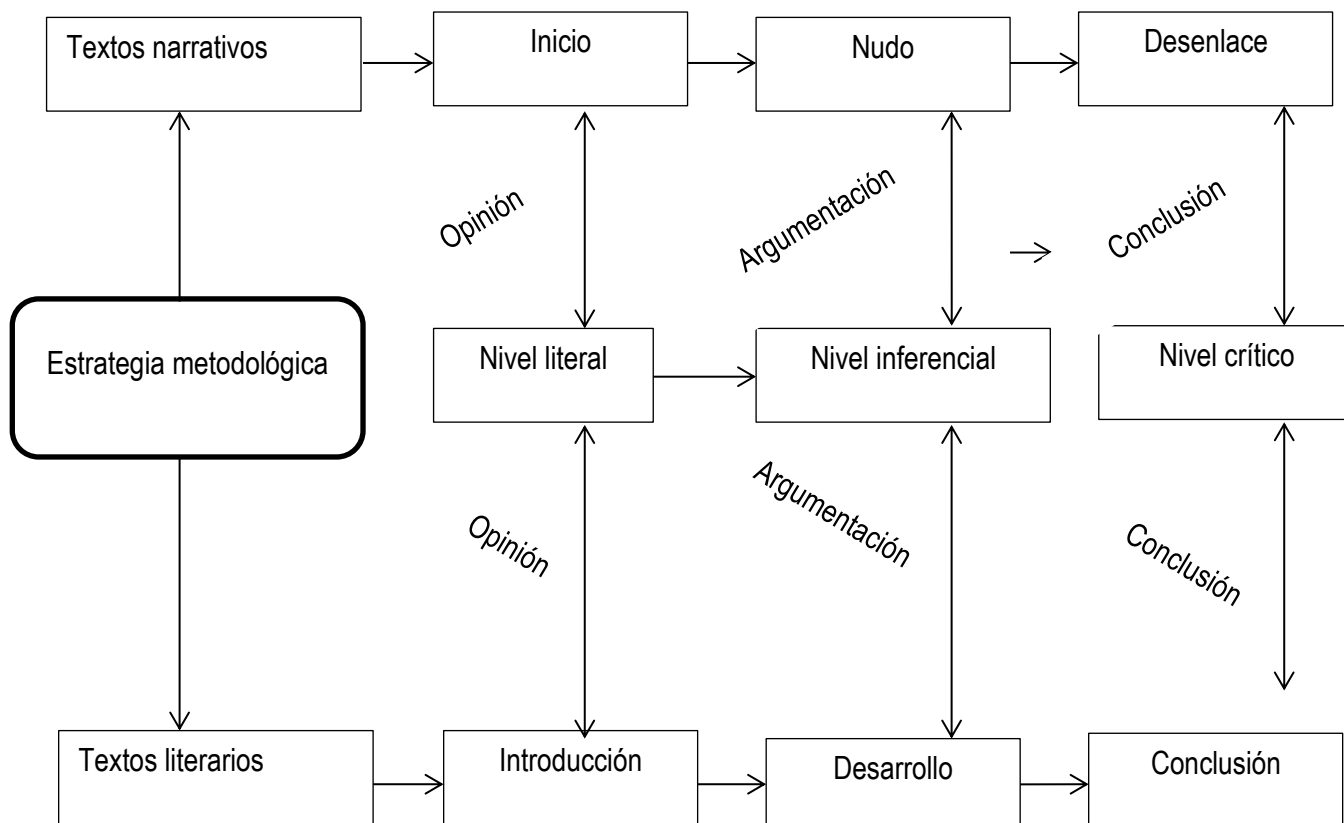 Textos narrativos
Inicio
Nudo
Desenlace
Opinión
Argumentación
Conclusión
Estrategia metodológica
Nivel literal
Nivel inferencial
Nivel crítico
Opinión
Argumentación
Conclusión
Textos literarios
Introducción
Desarrollo
Conclusión